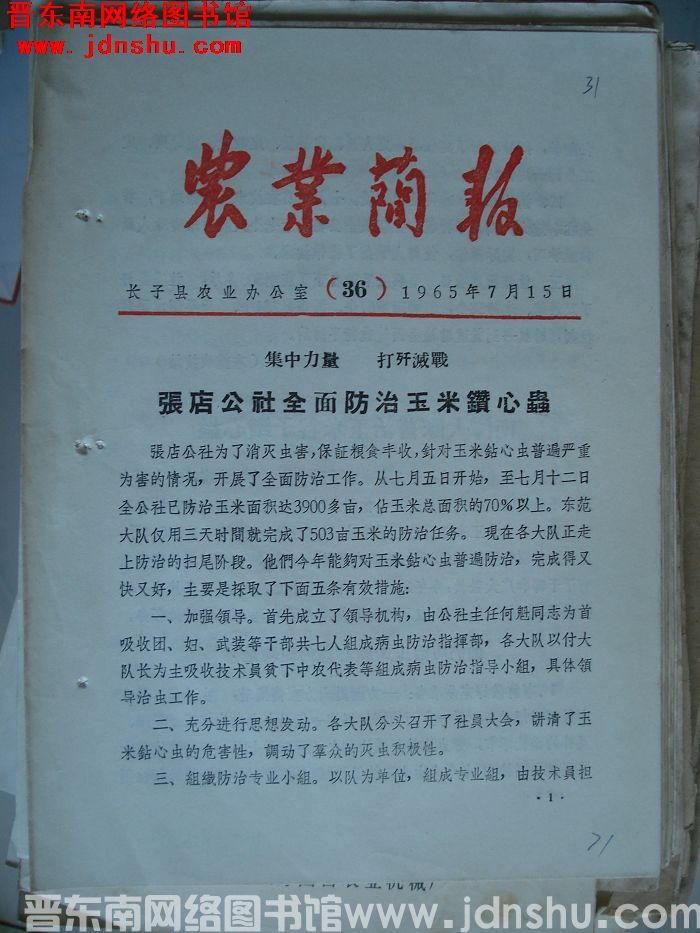 晋东南网络图书馆
www.jdnshu.com
31
农業简报
长子县农业办公室(36)1965年7月15日
集中力量 打歼滅戰
張店公社全面防治玉米鑽心蟲
張店公社为了消灭虫害,保証粮食丰收,針对玉米鉆心虫普遍严重
为害的情况,开展了全面防治工作。从七月五日开始,至七月十二日
全公社已防治玉米面积达3900多亩,佔玉米总面积的70%以上。东范
大队仅用三天时間就完成了503亩玉米的防治任务。现在各大队正走
上防治的扫尾阶段。他們今年能夠对玉米鉆心虫普遍防治,完成得又
快又好,主要是採取了下面五条有效措施:
一、加强领导。首先成立了领导机构,由公社主任何魁同志为首
吸收团、妇、武装等干部共七人組成病虫防治指揮部,各大队以付大
队长为主吸收技术員貧下中农代表等組成病虫防治指导小組,具体領
导治虫工作。
二、充分进行思想发动。各大队分头召开了社員大会,讲清了玉
米鉆心虫的危害性,調动了羣众的灭虫积极性。
三、組織防治专业小組。以队为单位,組成专业組,由技术員担
·1·
71
农业机械厂
晋东南网络图书馆www.jdnshu.com